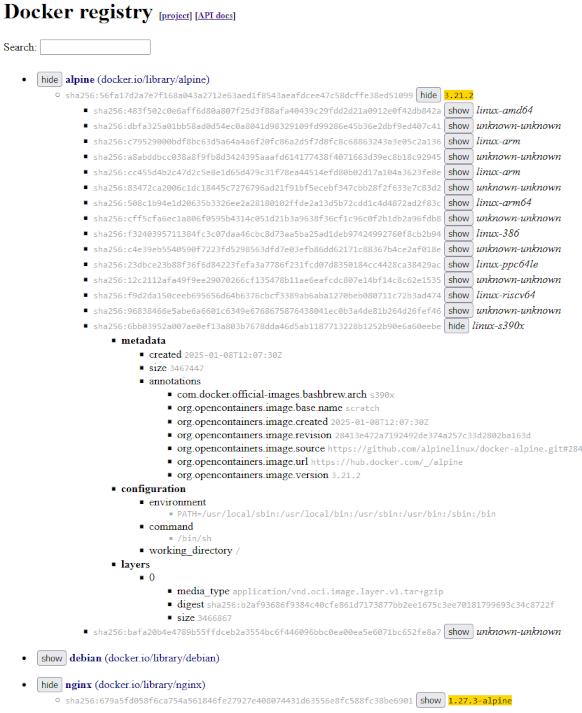 Docker registry [project] [API docs]
Search:
hide alpine (docker.io/library/alpine)
sha256:56fa17d2a7e7f168a043a2712e63aed1f8543aeafdcee47c58dcffe38ed51099 hide 3.21.2
sha256:483f502c0e6aff6d80a807f25d3f88afa40439c29fdd2d21a0912e0f42db842a show linux-amd64
sha256:dbfa325a01bb58ad0d54ec0a8041d98329109fd99286e45b36e2dbf9ed407c41 show unknown-unknown
sha256:c79529000bdf8bc63d5a64a4a6f20fc86a2d5f7d8fc8c68863243a3e05c2a136 show linux-arm
sha256:a8abddbcc038a8f9fb8d3424395aaafd614177438f4071663d39ec8b18c92945 show unknown-unknown
sha256:cc455d4b2c47d2c5e8e1d65d479c31f78ea44514efd80b02d17a104a3623fe8e show linux-arm
sha256:83472ca2006c1dc18445c7276796ad21f91bf5ecebf347cbb28f2f633e7c83d2 show unknown-unknown
sha256:508c1b94e1d20635b3326ee2a28180102ffde2a13d5b72cdd1c4d4872ad2f83c show linux-arm64
sha256:cff5cfa6ec1a806f0595b4314c051d21b3a9638f36cf1c96c0f2b1db2a96fdb8 show unknown-unknown
sha256:f3240395711384fc3c07daa46cbc8d73aa5ba25ad1deb97424992760f8cb2b94 show linux-386
sha256:c4e39eb5540590f7223fd5298563dfd7e03efb86dd62171c88367b4ce2af018e show unknown-unknown
sha256:23dbce23b88f36f6d84223fefa3a7786f231fcd07d8350184cc4428ca38429ac show linux-ppc64le
sha256:12c2112afa49f9ee29070266cf135478b11ae6eafcdc807e14bf14c8c62e1535 show unknown-unknown
sha256:f9d2da150ceeb695656d64b6376cbcf3389ab6aba1270beb080711c72b3ad474 show linux-riscv64
sha256:96838466e5abe6a6601c6349e6768675876438041ec0b3a4de81b264d26fef46 show unknown-unknown
sha256:6bb03952a007ae0ef13a803b7678dda46d5ab1187713228b1252b90e6a60eebe hide linux-s390x
metadata
created 2025-01-08T12:07:30Z
size 3467447
annotations
com.docker.official-images.bashbrew.arch s390x
org.opencontainers.image.base.name scratch
org.opencontainers.image.created 2025-01-08T12:07:30Z
org.opencontainers.image.revision 28413e472a7192492de374a257c33d2802ba163d
org.opencontainers.image.source https://github.com/alpinelinux/docker-alpine.git#284
org.opencontainers.image.url https://hub.docker.com/_/alpine
org.opencontainers.image.version 3.21.2
configuration
environment
PATH=/usr/local/sbin:/usr/local/bin:/usr/sbin:/usr/bin:/sbin:/bin
command
/bin/sh
working_directory /
layers
0
media_type application/vnd.oci.image.layer.v1.tar+gzip
digest sha256:b2af93686f9384c40cfe861d7173877bb2ee1675c3ee70181799693c34c8722f
size 3466867
sha256:bafa20b4e4789b55ffdceb2a3554bc6f446096bbc0ea00ea5e6071bc652fe8a7 show unknown-unknown
show debian (docker.io/library/debian)
hide nginx (docker.io/library/nginx)
sha256:679a5fd058f6ca754a561846fe27927e408074431d63556e8fc588fc38be6901 show 1.27.3-alpine